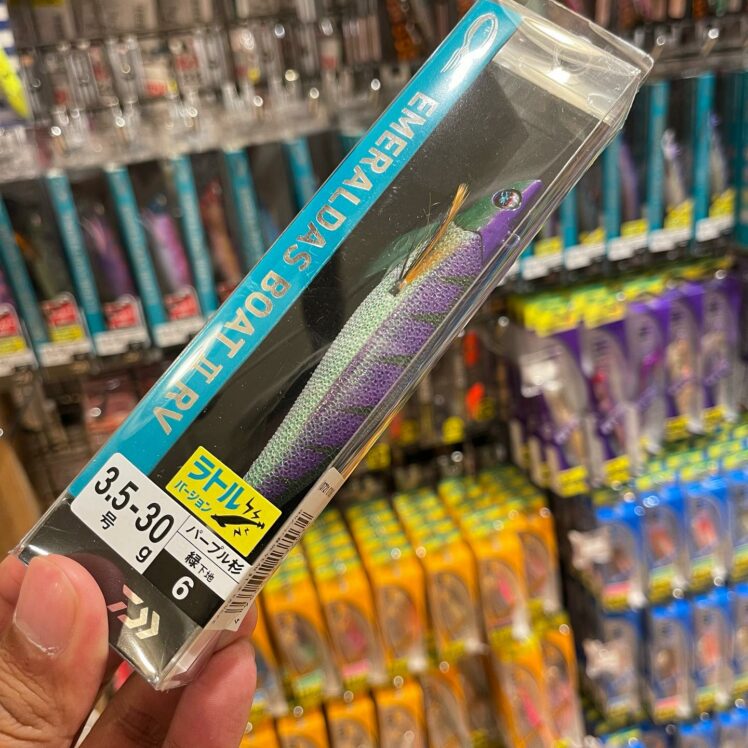 EMERALDAS BOAT II RV
ラトル
バージョン
3.5-30
号 g
パープル杉
緑下地
6